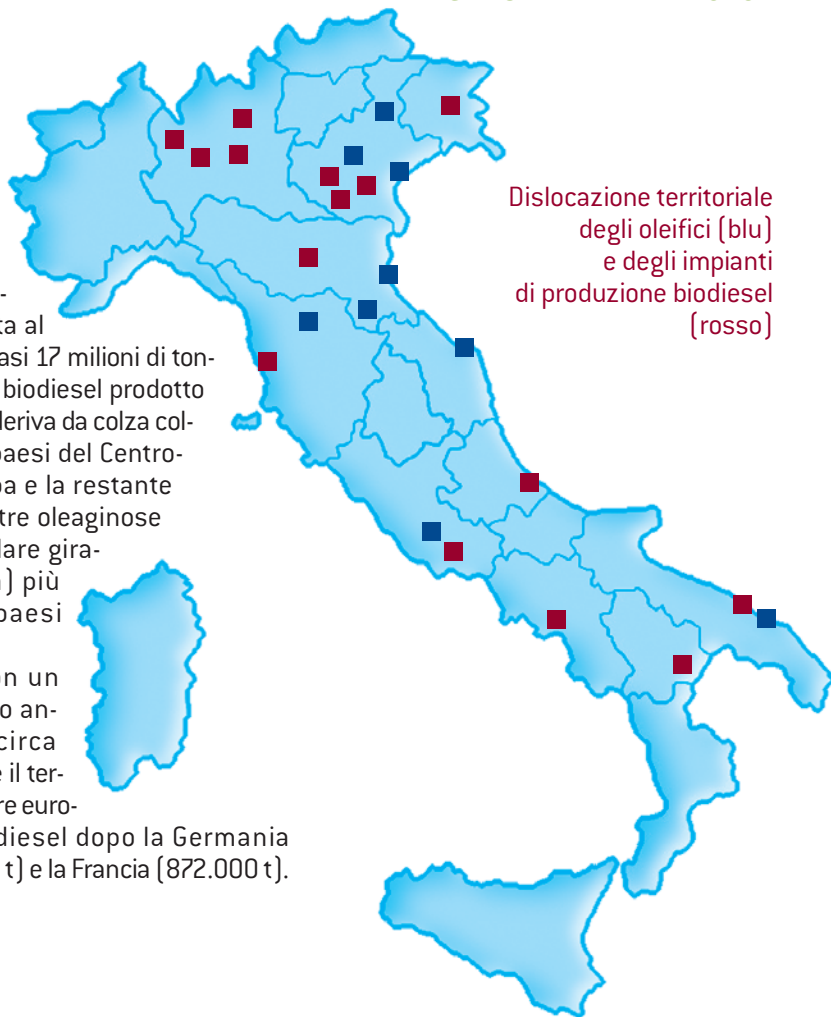 Dislocazione territoriale
degli oleifici (blu)
e degli impianti
di produzione biodiesel
(rosso)
-
ta al
asi 17 milioni di ton-
biodiesel prodotto
deriva da colza col-
paesi del Centro-
pa e la restante
tre oleaginose
lare gira-
) più
paesi
on un
o an-
circa
e il ter-
re euro-
diesel dopo la Germania
t) e la Francia (872.000 t).